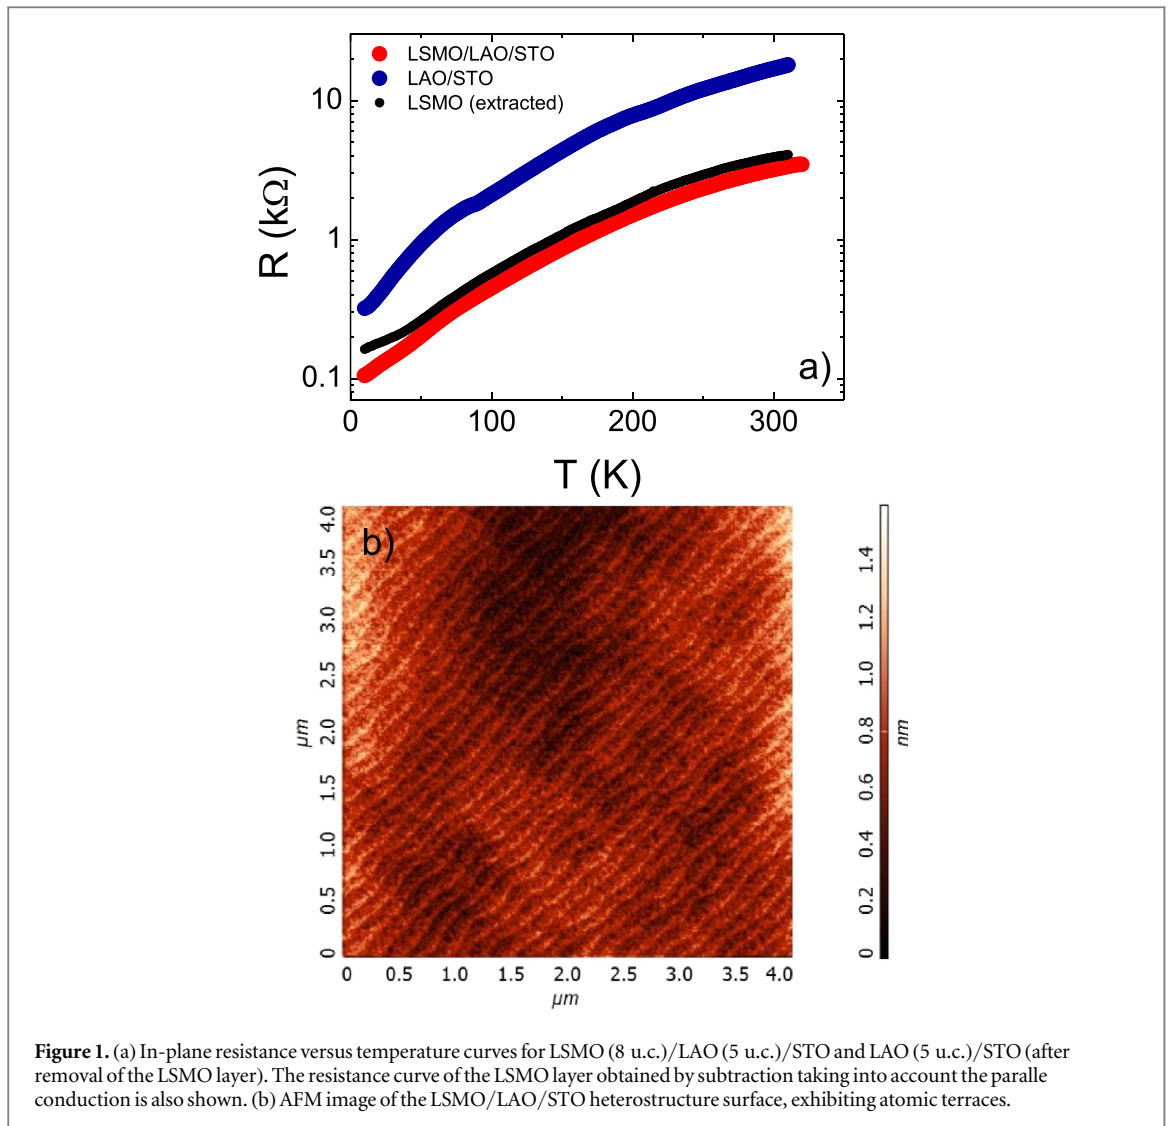 LSMO/LAO/STO
LAO/STO
LSMO (extracted)
10
1
0.1
R (kΩ)
a)
0 100 200 300
T (K)
b)
4.0
3.5
3.0
2.5
2.0
1.5
1.0
0.5
0
μm
0 0.5 1.0 1.5 2.0 2.5 3.0 3.5 4.0
μm
1.4
1.2
1.0
0.8
0.6
0.4
0.2
0
nm
Figure 1. (a) In-plane resistance versus temperature curves for LSMO (8 u.c.)/LAO (5 u.c.)/STO and LAO (5 u.c.)/STO (after
removal of the LSMO layer). The resistance curve of the LSMO layer obtained by subtraction taking into account the paralle
conduction is also shown. (b) AFM image of the LSMO/LAO/STO heterostructure surface, exhibiting atomic terraces.